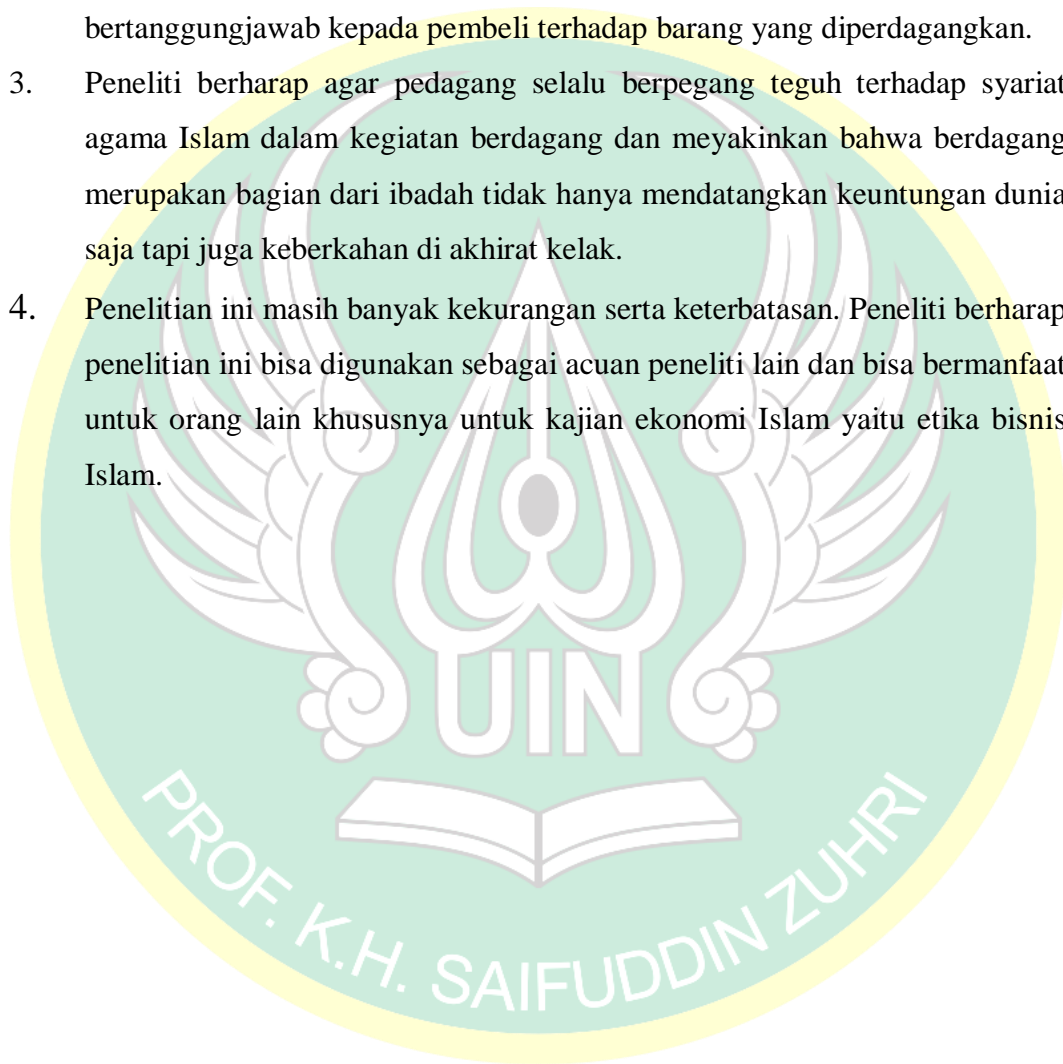 bertanggungjawab kepada pembeli terhadap barang yang diperdagangkan.
3. Peneliti berharap agar pedagang selalu berpegang teguh terhadap syariat
agama Islam dalam kegiatan berdagang dan meyakinkan bahwa berdagang
merupakan bagian dari ibadah tidak hanya mendatangkan keuntungan dunia
saja tapi juga keberkahan di akhirat kelak.
4. Penelitian ini masih banyak kekurangan serta keterbatasan. Peneliti berharap
penelitian ini bisa digunakan sebagai acuan peneliti lain dan bisa bermanfaat
untuk orang lain khususnya untuk kajian ekonomi Islam yaitu etika bisnis
Islam.
UIN
PROF. K.H. SAIFUDDIN ZUHRI